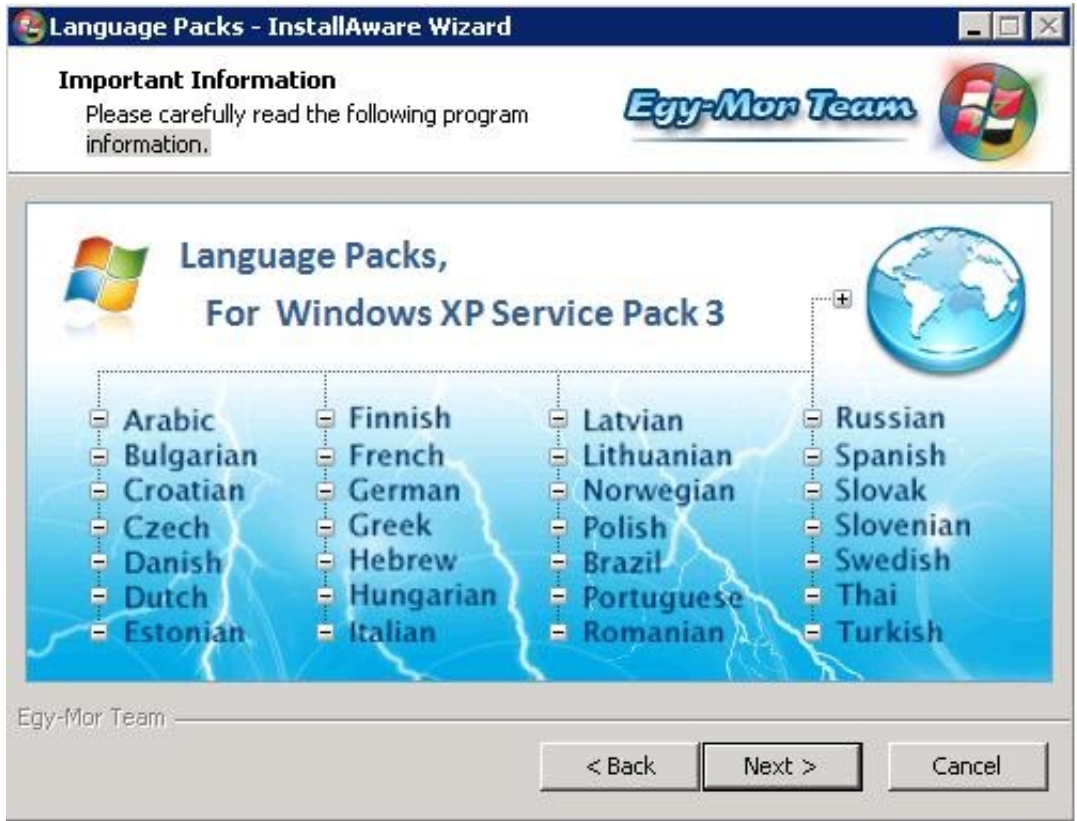 Language Packs - InstallAware Wizard
Important Information
Please carefully read the following program
information.
Egy-Mor Team
Language Packs,
For Windows XP Service Pack 3
Arabic
Bulgarian
Croatian
Czech
Danish
Dutch
Estonian
Finnish
French
German
Greek
Hebrew
Hungarian
Italian
Latvian
Lithuanian
Norwegian
Polish
Brazil
Portuguese
Romanian
Russian
Spanish
Slovak
Slovenian
Swedish
Thai
Turkish
Egy-Mor Team
< Back
Next >
Cancel